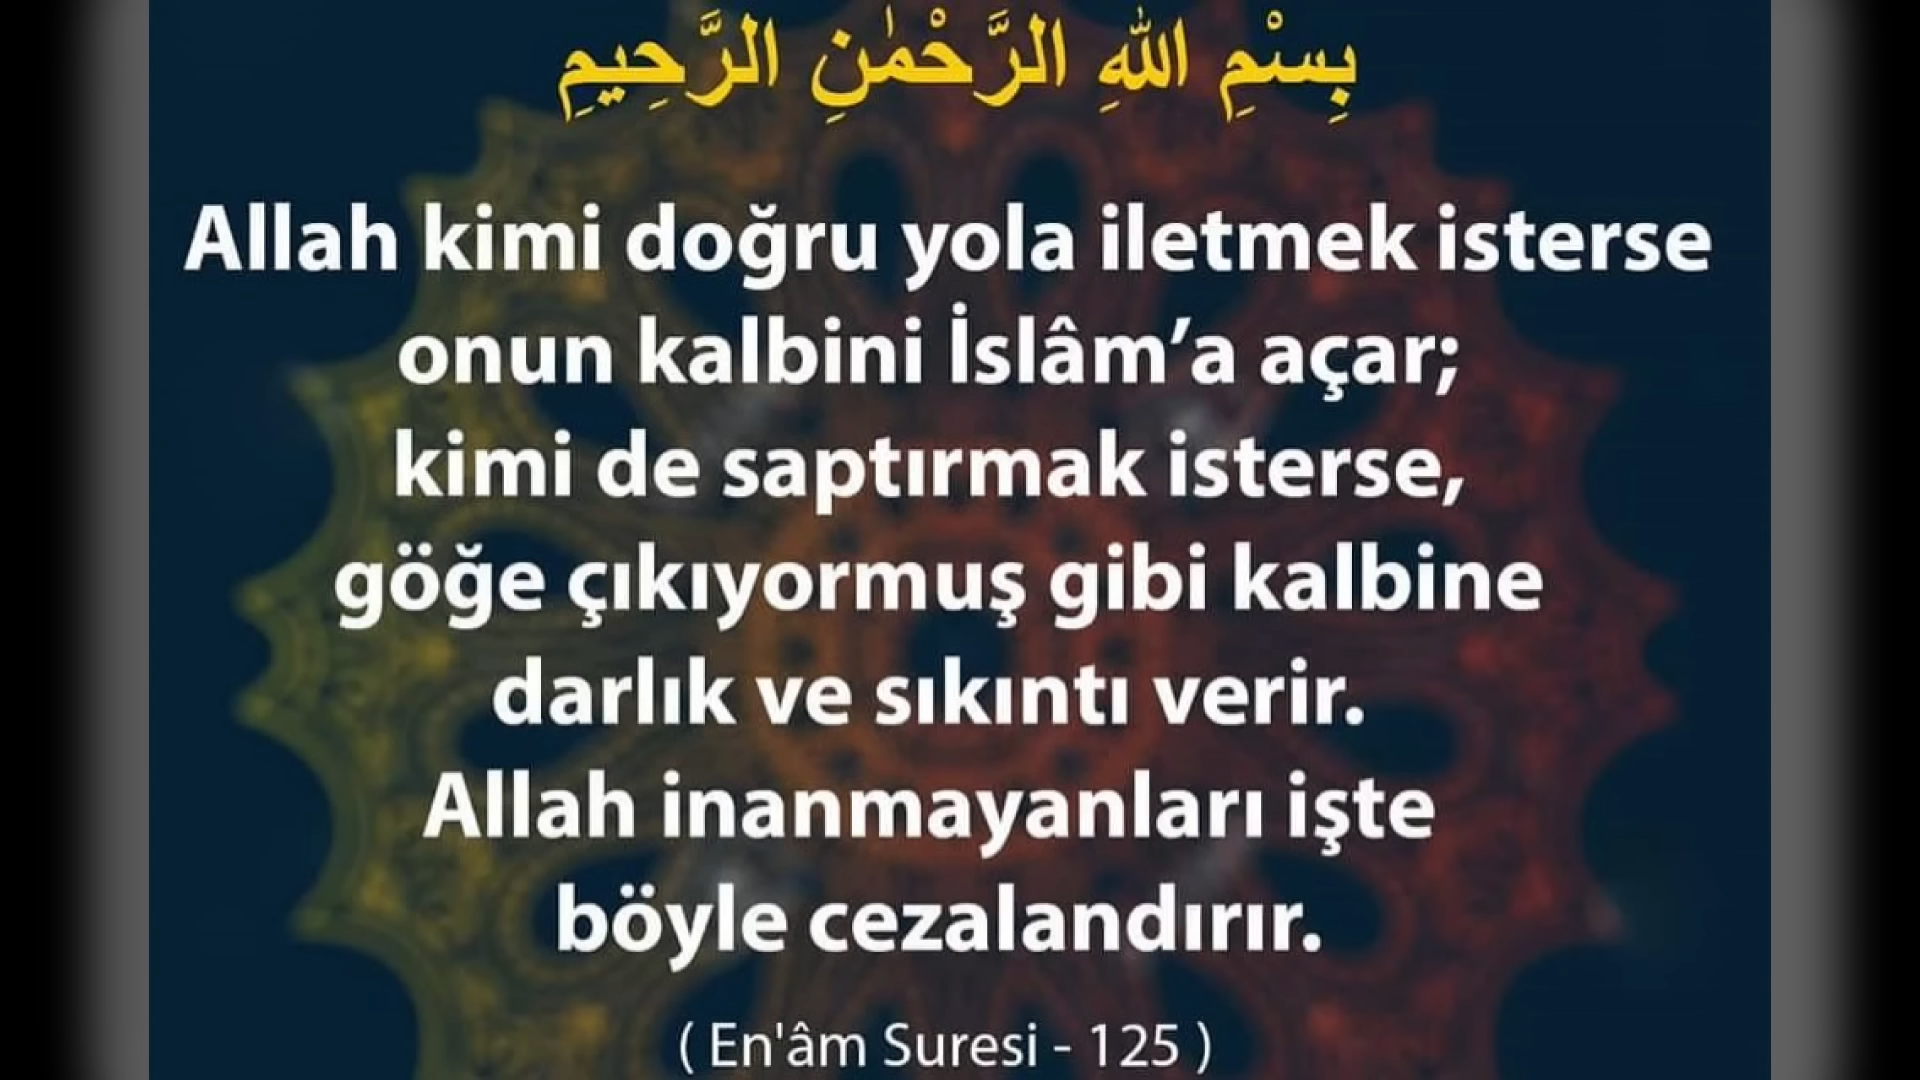 بِسْمِ اللهِ الرَّحْمٰنِ الرَّحِيمِ
Allah kimi doğru yola iletmek isterse
onun kalbini İslâm’a açar;
kimi de saptırmak isterse,
göğe çıkıyormuş gibi kalbine
darlık ve sıkıntı verir.
Allah inanmayanları işte
böyle cezalandırır.
( En'âm Suresi - 125 )